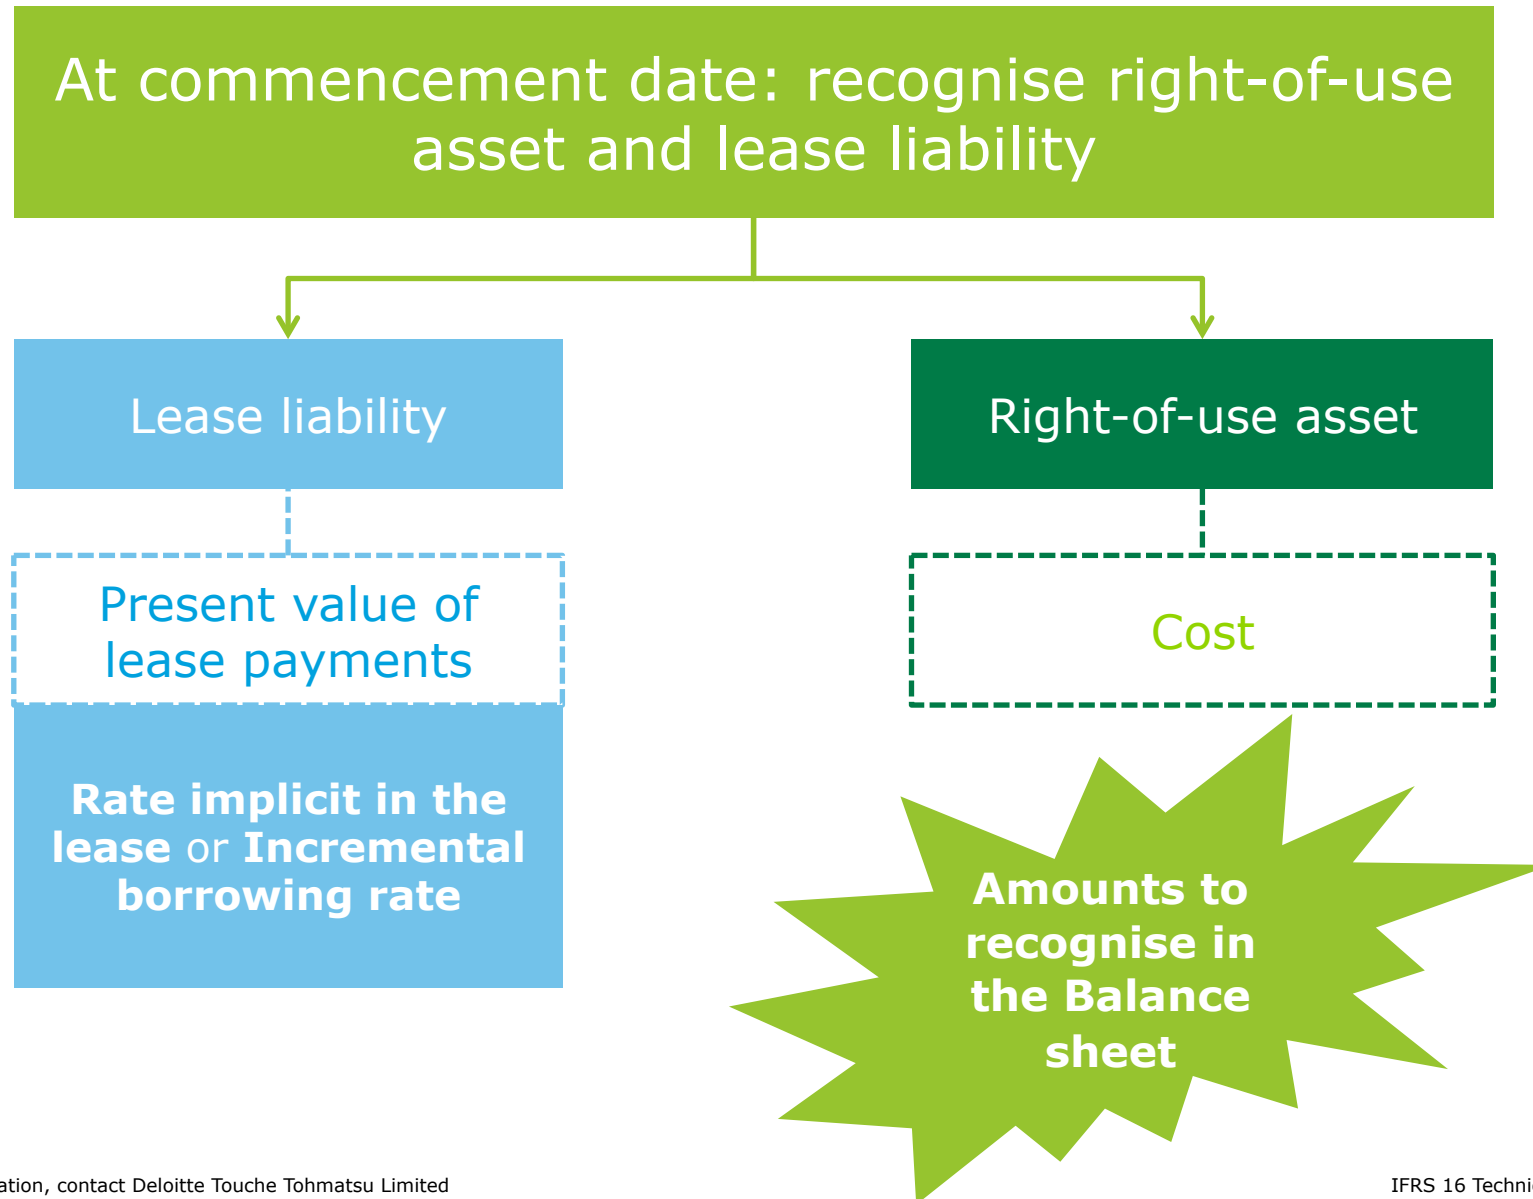 At commencement date: recognise right-of-use
asset and lease liability
Lease liability
Right-of-use asset
Present value of
lease payments
Cost
Rate implicit in the
lease or Incremental
borrowing rate
Amounts to
recognise in
the Balance
sheet
contact Deloitte Touche Tohmatsu Limited
IFRS 16